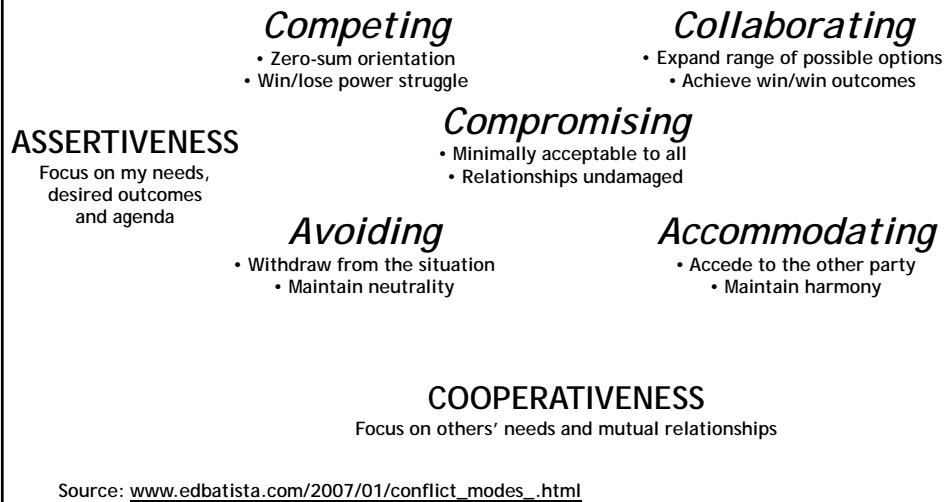 Competing
• Zero-sum orientation
• Win/lose power struggle
Collaborating
• Expand range of possible options
• Achieve win/win outcomes
Compromising
• Minimally acceptable to all
• Relationships undamaged
ASSERTIVENESS
Focus on my needs,
desired outcomes
and agenda
Avoiding
• Withdraw from the situation
• Maintain neutrality
Accommodating
• Accede to the other party
• Maintain harmony
COOPERATIVENESS
Focus on others’ needs and mutual relationships
Source: www.edbatista.com/2007/01/conflict_modes_.html